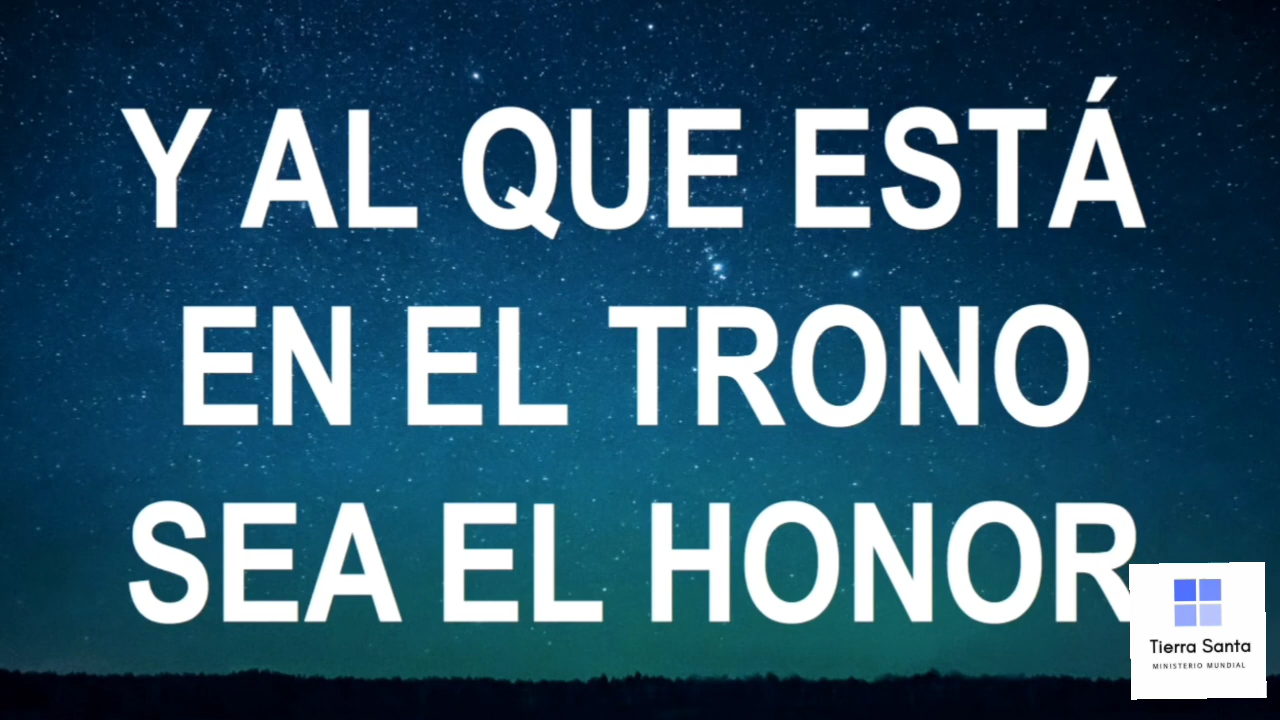 Y AL QUE ESTÁ
EN EL TRONO
SEA EL HONOR
Tierra Santa
MINISTERIO MUNDIAL